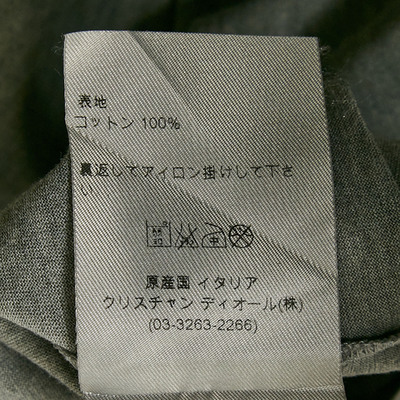 表地
コットン 100%
裏返してアイロン掛けして下さ
い
原産国 イタリア
クリスチャン ディオール(株)
(03-3263-2266)